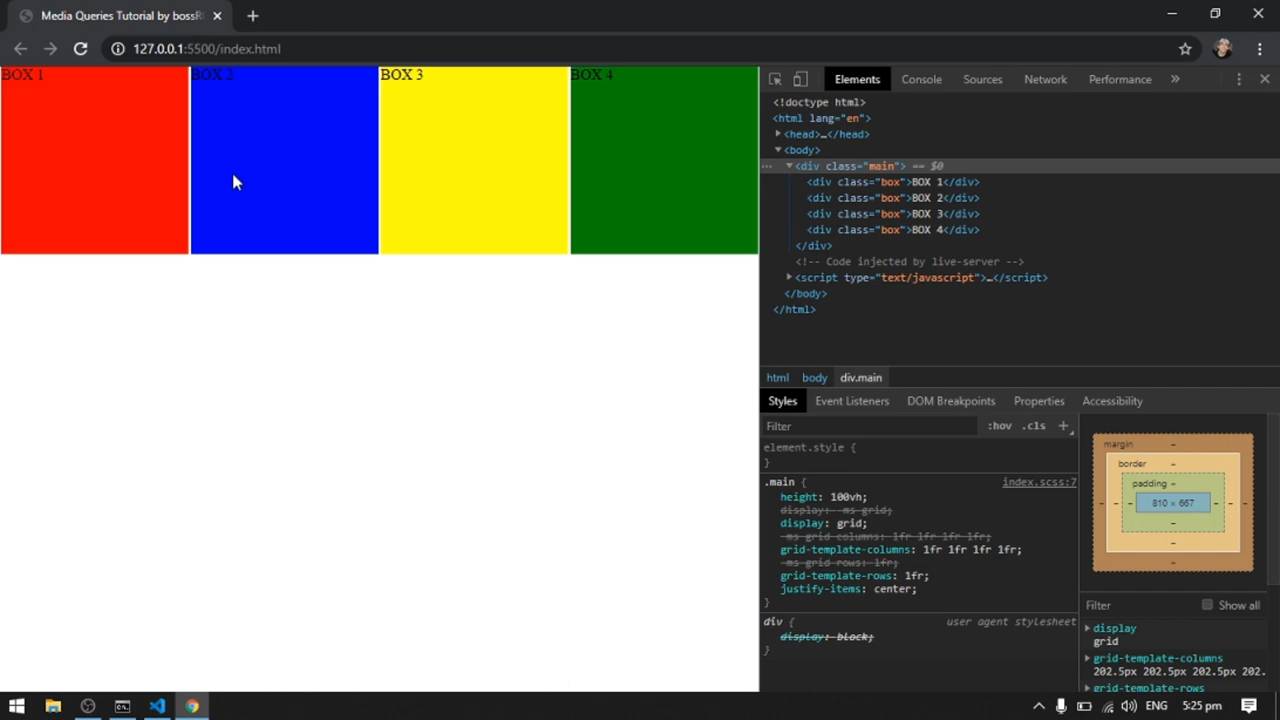 Media Queries Tutorial by bossRI
127.0.0.1:5500/index.html
BOX 1 BOX 2 BOX 3 BOX 4
Elements Console Sources Network Performance »
<!doctype html>
<html lang="en">
<head>…</head>
<body>
<div class="main"> == $0
<div class="box">BOX 1</div>
<div class="box">BOX 2</div>
<div class="box">BOX 3</div>
<div class="box">BOX 4</div>
</div>
<!-- Code injected by live-server -->
<script type="text/javascript">…</script>
</body>
</html>
html body div.main
Styles Event Listeners DOM Breakpoints Properties Accessibility
Filter :hov .cls +
element.style {
}
.main { index.scss:7
height: 100vh;
display: -ms-grid;
display: grid;
-ms-grid-columns: 1fr 1fr 1fr 1fr;
grid-template-columns: 1fr 1fr 1fr 1fr;
-ms-grid-rows: 1fr;
grid-template-rows: 1fr;
justify-items: center;
}
div { user agent stylesheet
display: block;
}
margin –
border –
padding –
– – – 810 × 667 – – –
–
–
–
Filter Show all
display
grid
grid-template-columns
202.5px 202.5px 202.5px 202.
grid-template-rows
ENG 5:25 pm